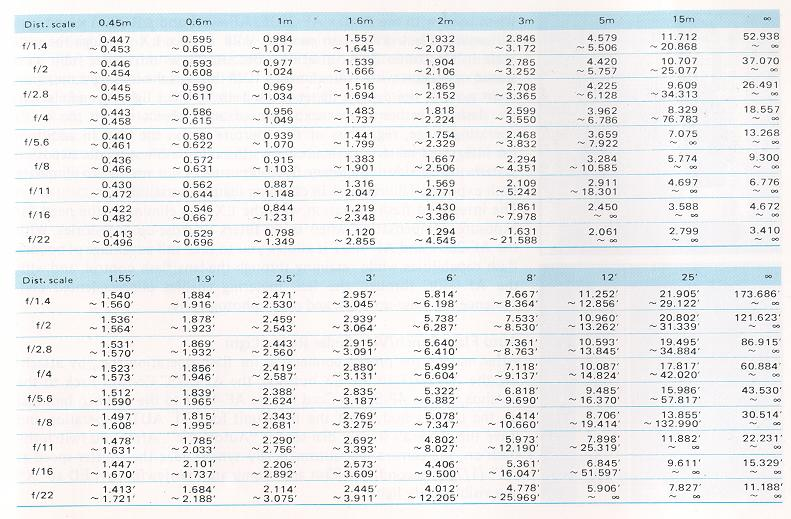 Dist. scale 0.45m 0.6m 1m 1.6m 2m 3m 5m 15m ∞
f/1.4 0.447 0.595 0.984 1.557 1.932 2.846 4.579 11.712 52.938
~ 0.453 ~ 0.605 ~ 1.017 ~ 1.645 ~ 2.073 ~ 3.172 ~ 5.506 ~ 20.868 ~ ∞
f/2 0.446 0.593 0.977 1.539 1.904 2.785 4.420 10.707 37.070
~ 0.454 ~ 0.608 ~ 1.024 ~ 1.666 ~ 2.106 ~ 3.252 ~ 5.757 ~ 25.077 ~ ∞
f/2.8 0.445 0.590 0.969 1.516 1.869 2.708 4.225 9.609 26.491
~ 0.455 ~ 0.611 ~ 1.034 ~ 1.694 ~ 2.152 ~ 3.365 ~ 6.128 ~ 34.313 ~ ∞
f/4 0.443 0.586 0.956 1.483 1.818 2.599 3.962 8.329 18.557
~ 0.458 ~ 0.615 ~ 1.049 ~ 1.737 ~ 2.224 ~ 3.550 ~ 6.786 ~ 76.783 ~ ∞
f/5.6 0.440 0.580 0.939 1.441 1.754 2.468 3.659 7.075 13.268
~ 0.461 ~ 0.622 ~ 1.070 ~ 1.799 ~ 2.329 ~ 3.832 ~ 7.922 ~ ∞ ~ ∞
f/8 0.436 0.572 0.915 1.383 1.667 2.294 3.284 5.774 9.300
~ 0.466 ~ 0.631 ~ 1.103 ~ 1.901 ~ 2.506 ~ 4.351 ~ 10.585 ~ ∞ ~ ∞
f/11 0.430 0.562 0.887 1.316 1.569 2.109 2.911 4.697 6.776
~ 0.472 ~ 0.644 ~ 1.148 ~ 2.047 ~ 2.771 ~ 5.242 ~ 18.301 ~ ∞ ~ ∞
f/16 0.422 0.546 0.844 1.219 1.430 1.861 2.450 3.588 4.672
~ 0.482 ~ 0.667 ~ 1.231 ~ 2.348 ~ 3.306 ~ 7.978 ~ ∞ ~ ∞ ~ ∞
f/22 0.413 0.529 0.798 1.120 1.294 1.631 2.061 2.799 3.410
~ 0.496 ~ 0.696 ~ 1.349 ~ 2.855 ~ 4.545 ~ 21.588 ~ ∞ ~ ∞ ~ ∞
Dist. scale 1.55 1.9' 2.5' 3' 6' 8' 12' 25' ∞
f/1.4 1.540' 1.884' 2.471' 2.957' 5.814' 7.667' 11.252' 21.905' 173.686'
~ 1.560' ~ 1.916' ~ 2.530' ~ 3.045' ~ 6.198' ~ 8.364' ~ 12.856' ~ 29.122' ~ ∞
f/2 1.536' 1.878' 2.459' 2.939' 5.738' 7.533' 10.960' 20.802' 121.623'
~ 1.564' ~ 1.923' ~ 2.543' ~ 3.064' ~ 6.287' ~ 8.530' ~ 13.262' ~ 31.339' ~ ∞
f/2.8 1.531' 1.869' 2.443' 2.915' 5.640' 7.361' 10.593' 19.495' 86.915'
~ 1.570' ~ 1.932' ~ 2.560' ~ 3.091' ~ 6.410' ~ 8.763' ~ 13.845' ~ 34.884' ~ ∞
f/4 1.523' 1.856' 2.419' 2.880' 5.499' 7.118' 10.087' 17.817' 60.884'
~ 1.573' ~ 1.946' ~ 2.587' ~ 3.131' ~ 6.604' ~ 9.137' ~ 14.824' ~ 42.020' ~ ∞
f/5.6 1.512' 1.839' 2.388' 2.835' 5.322' 6.818' 9.485' 15.986' 43.530'
~ 1.590' ~ 1.965' ~ 2.624' ~ 3.187' ~ 6.882' ~ 9.690' ~ 16.370' ~ 57.817' ~ ∞
f/8 1.497' 1.815' 2.343' 2.769' 5.078' 6.414' 8.706' 13.855' 30.514'
~ 1.608' ~ 1.995' ~ 2.681' ~ 3.275' ~ 7.347' ~ 10.660' ~ 19.414' ~ 132.990' ~ ∞
f/11 1.478' 1.785' 2.290' 2.692' 4.802' 5.973' 7.898' 11.882' 22.231'
~ 1.631' ~ 2.033' ~ 2.756' ~ 3.393' ~ 8.027' ~ 12.190' ~ 25.319' ~ ∞ ~ ∞
f/16 1.447' 2.101' 2.206' 2.573' 4.406' 5.361' 6.845' 9.611' 15.329'
~ 1.670' ~ 1.737' ~ 2.892' ~ 3.609' ~ 9.500' ~ 16.047' ~ 51.597' ~ ∞ ~ ∞
f/22 1.413' 1.684' 2.114' 2.445' 4.012' 4.778' 5.906' 7.827' 11.188'
~ 1.721' ~ 2.188' ~ 3.075' ~ 3.911' ~ 12.205' ~ 25.969' ~ ∞ ~ ∞ ~ ∞